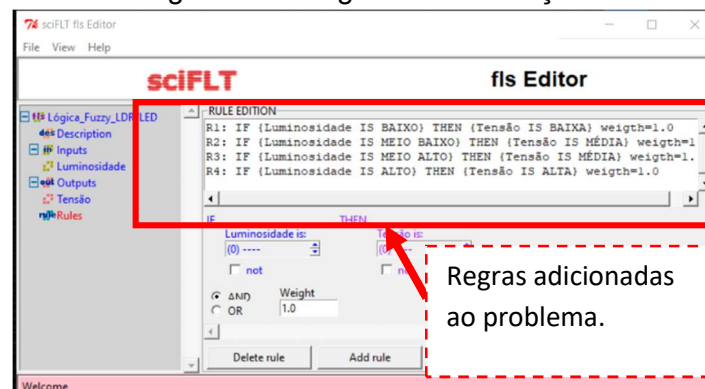 sciFLT fls Editor
File View Help
sciFLT fls Editor
Lógica_Fuzzy_LDR LED
Description
Inputs
Luminosidade
Outputs
Tensão
Rules
RULE EDITION
R1: IF {Luminosidade IS BAIXO} THEN {Tensão IS BAIXA} weigth=1.0
R2: IF {Luminosidade IS MEIO BAIXO} THEN {Tensão IS MÉDIA} weigth=1
R3: IF {Luminosidade IS MEIO ALTO} THEN {Tensão IS MÉDIA} weigth=1.
R4: IF {Luminosidade IS ALTO} THEN {Tensão IS ALTA} weigth=1.0
IF THEN
Luminosidade is: Tensão is:
(0) ---- (0) ----
not
AND Weight
OR 1.0
Delete rule Add rule
Regras adicionadas
ao problema.
Welcome